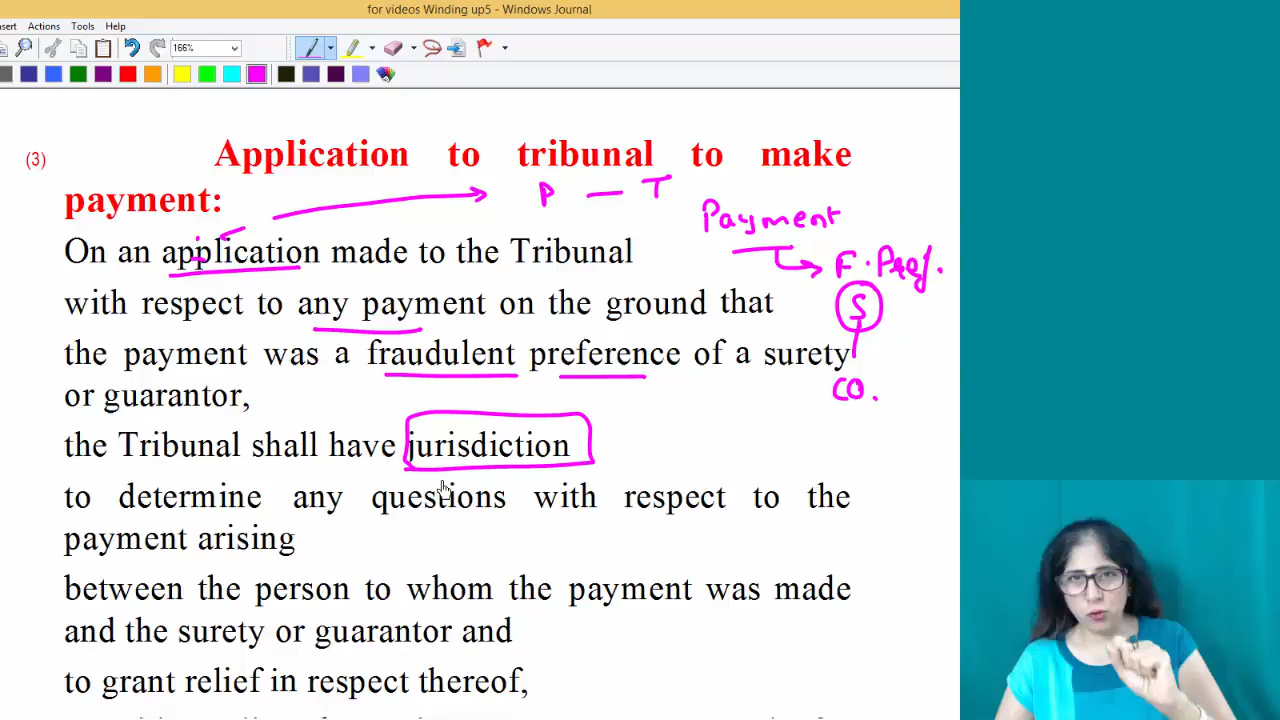 for videos Winding up5 - Windows Journal
nsert Actions Tools Help
166%
(3) Application to tribunal to make
payment:
P — T
Payment
On an application made to the Tribunal
F. Pref.
with respect to any payment on the ground that
S
the payment was a fraudulent preference of a surety
CO.
or guarantor,
the Tribunal shall have jurisdiction
to determine any questions with respect to the
payment arising
between the person to whom the payment was made
and the surety or guarantor and
to grant relief in respect thereof,